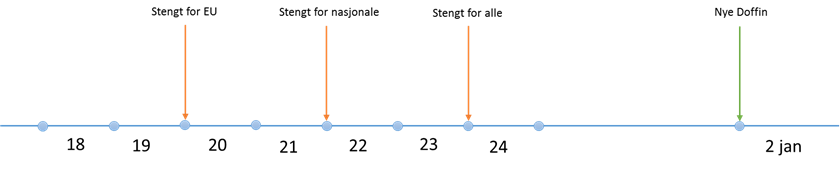 Stengt for EU
Stengt for nasjonale
Stengt for alle
Nye Doffin
18
19
20
21
22
23
24
2 jan